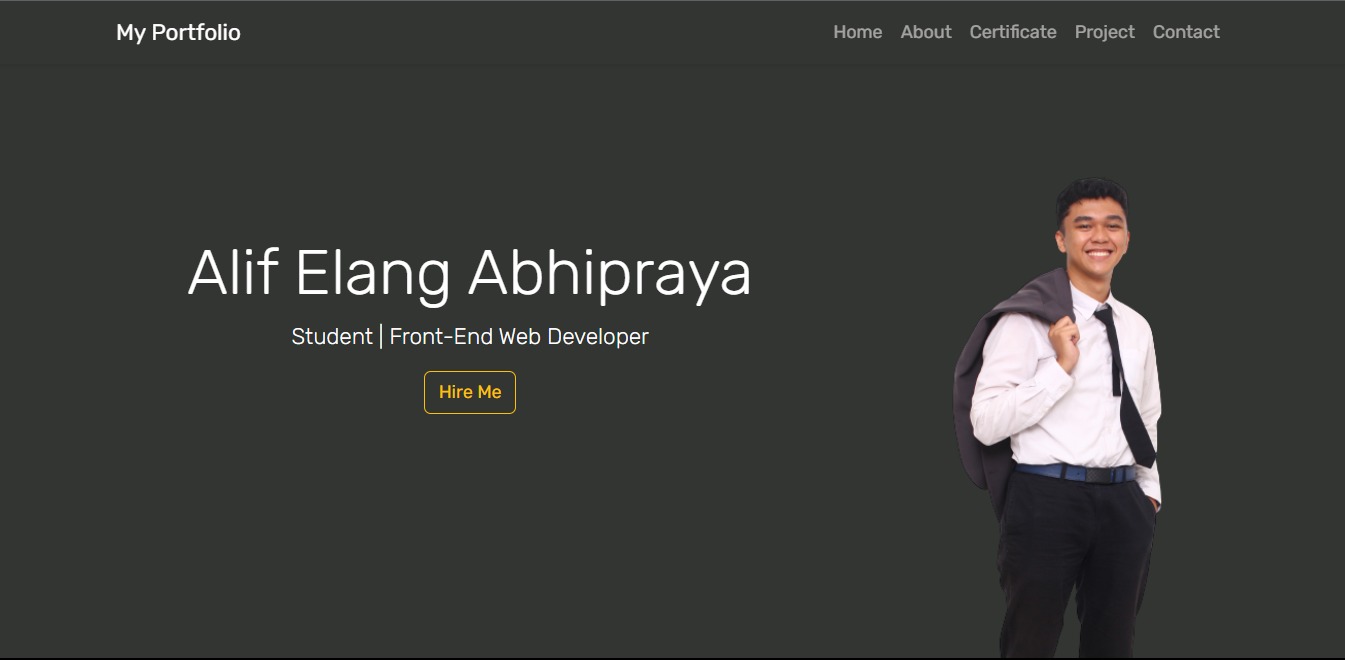 My Portfolio
Home About Certificate Project Contact
Alif Elang Abhipraya
Student | Front-End Web Developer
Hire Me